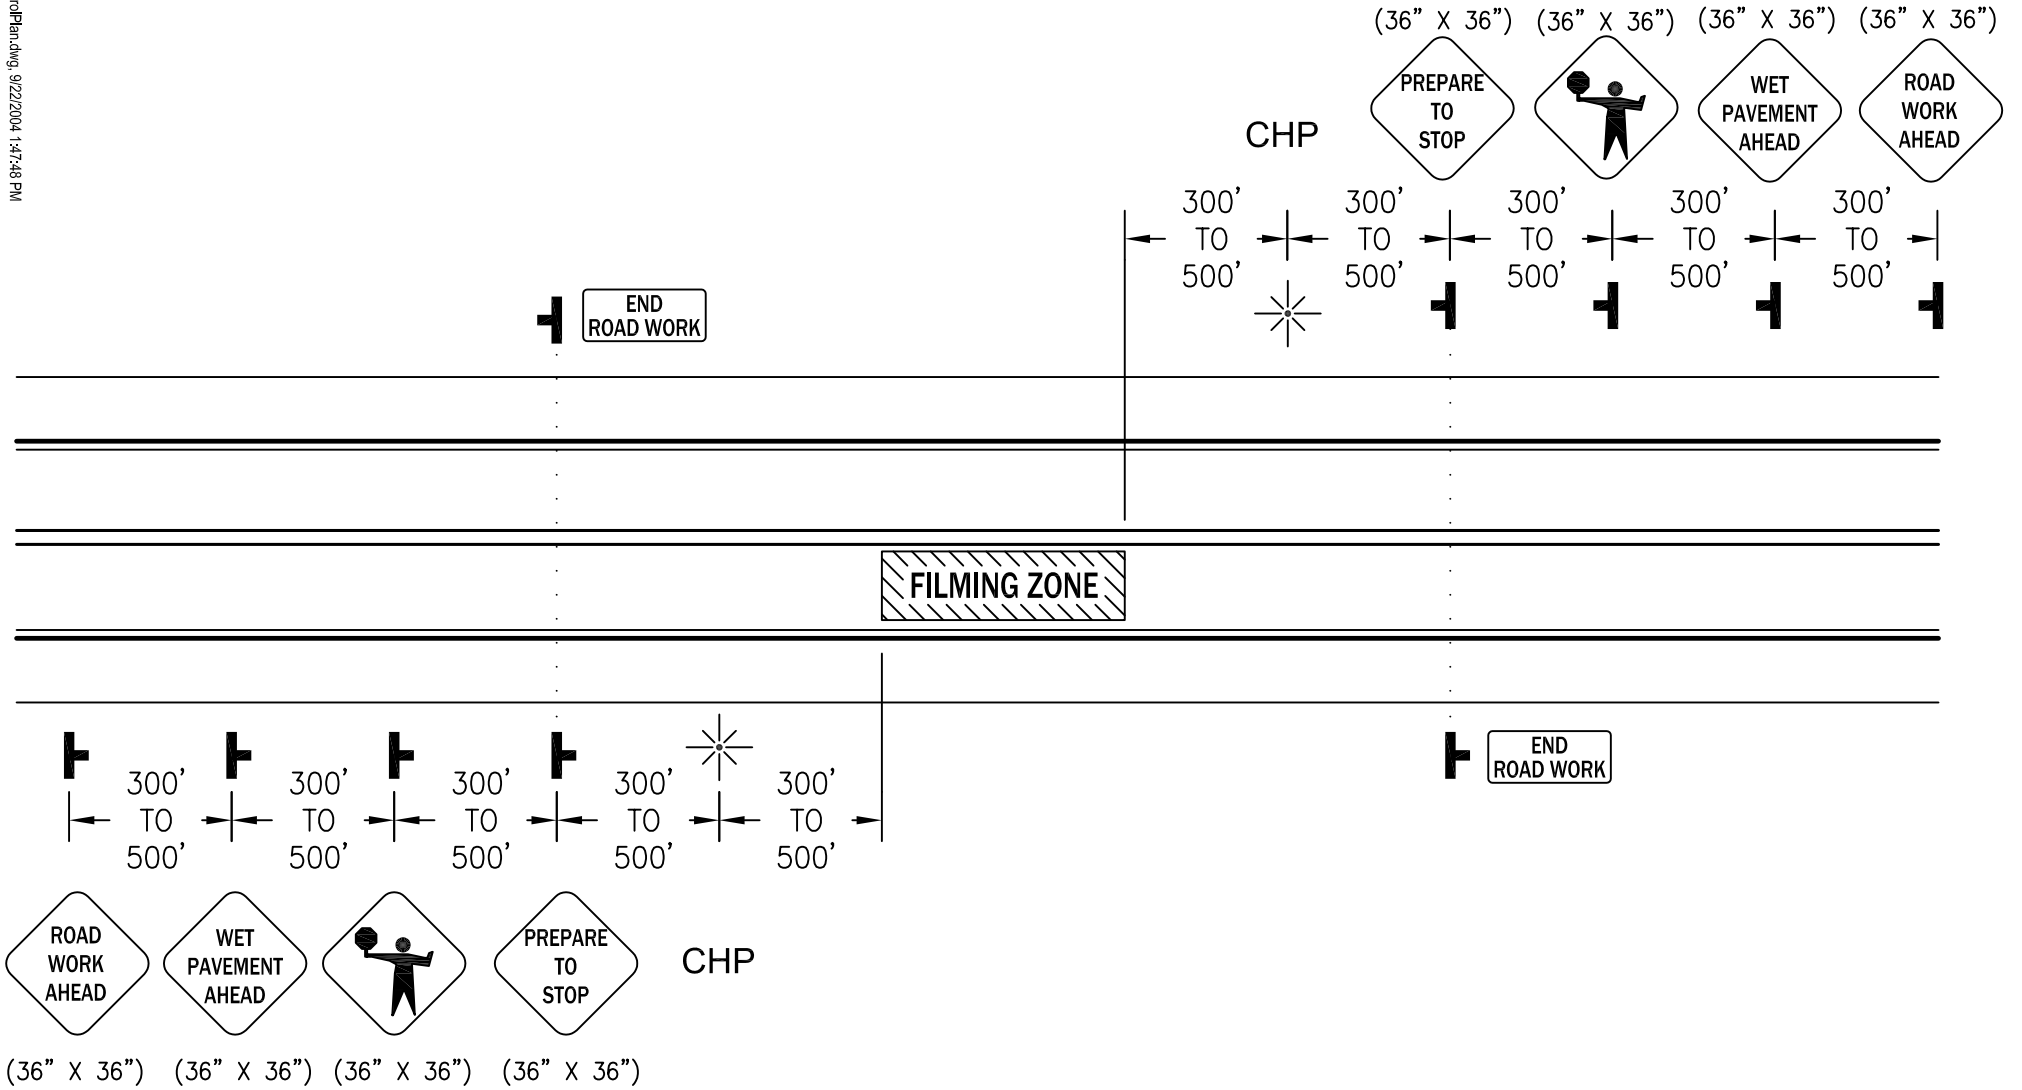 rolPlan.dwg, 9/22/2004 1:47:48 PM
(36” X 36”) (36” X 36”) (36” X 36”) (36” X 36”)
PREPARE
TO
STOP
WET
PAVEMENT
AHEAD
ROAD
WORK
AHEAD
CHP
300’ 300’ 300’ 300’ 300’
TO TO TO TO TO
500’ 500’ 500’ 500’ 500’
END
ROAD WORK
FILMING ZONE
END
ROAD WORK
300’ 300’ 300’ 300’ 300’
TO TO TO TO TO
500’ 500’ 500’ 500’ 500’
ROAD
WORK
AHEAD
WET
PAVEMENT
AHEAD
PREPARE
TO
STOP
CHP
(36” X 36”) (36” X 36”) (36” X 36”) (36” X 36”)